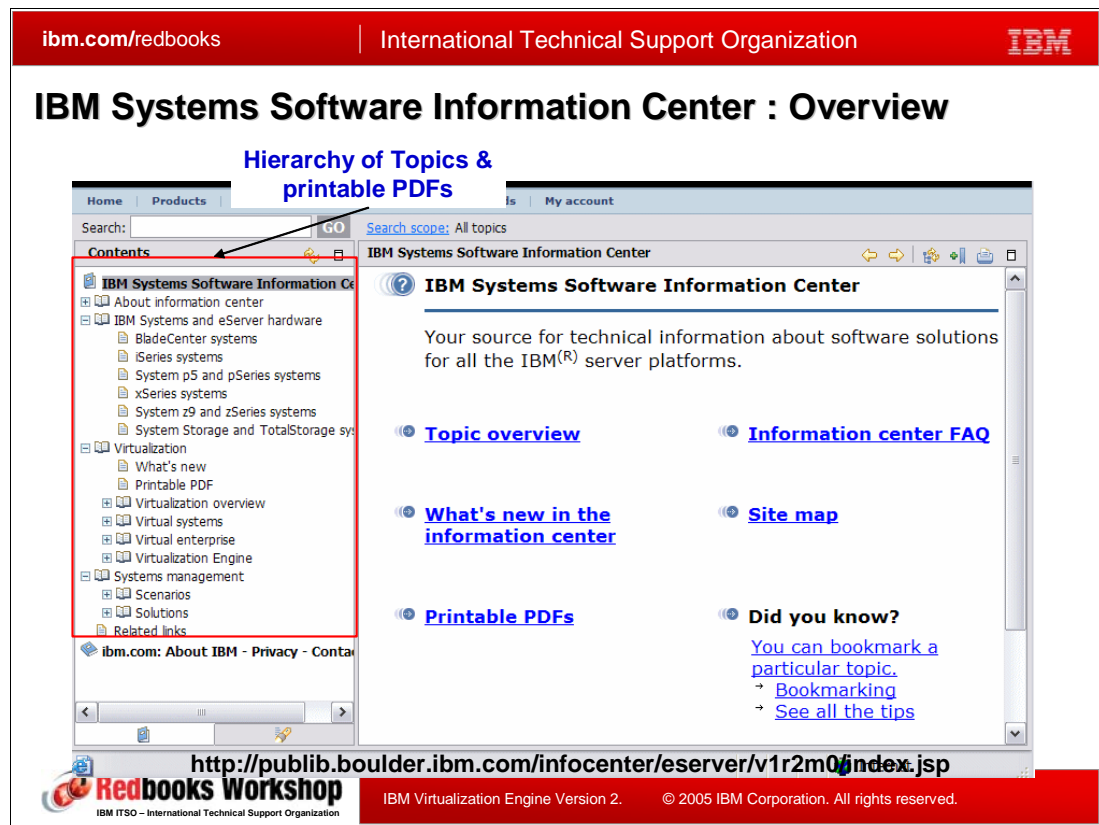 ibm.com/redbooks
International Technical Support Organization
IBM
IBM Systems Software Information Center : Overview
Hierarchy of Topics &
printable PDFs
Home | Products |
My account
Search:
GO
Search scope: All topics
Contents
IBM Systems Software Information Center
IBM Systems Software Information Ce
About information center
IBM Systems and eServer hardware
BladeCenter systems
iSeries systems
System p5 and pSeries systems
xSeries systems
System z9 and zSeries systems
System Storage and TotalStorage sys
Virtualization
What's new
Printable PDF
Virtualization overview
Virtual systems
Virtual enterprise
Virtualization Engine
Systems management
Scenarios
Solutions
Related links
ibm.com: About IBM - Privacy - Conta
IBM Systems Software Information Center
Your source for technical information about software solutions
for all the IBM(R) server platforms.
Topic overview
Information center FAQ
What's new in the
information center
Site map
Printable PDFs
Did you know?
You can bookmark a
particular topic.
→ Bookmarking
→ See all the tips
http://publib.boulder.ibm.com/infocenter/eserver/v1r2m0/index.jsp
Redbooks Workshop
IBM ITSO – International Technical Support Organization
IBM Virtualization Engine Version 2.
© 2005 IBM Corporation. All rights reserved.